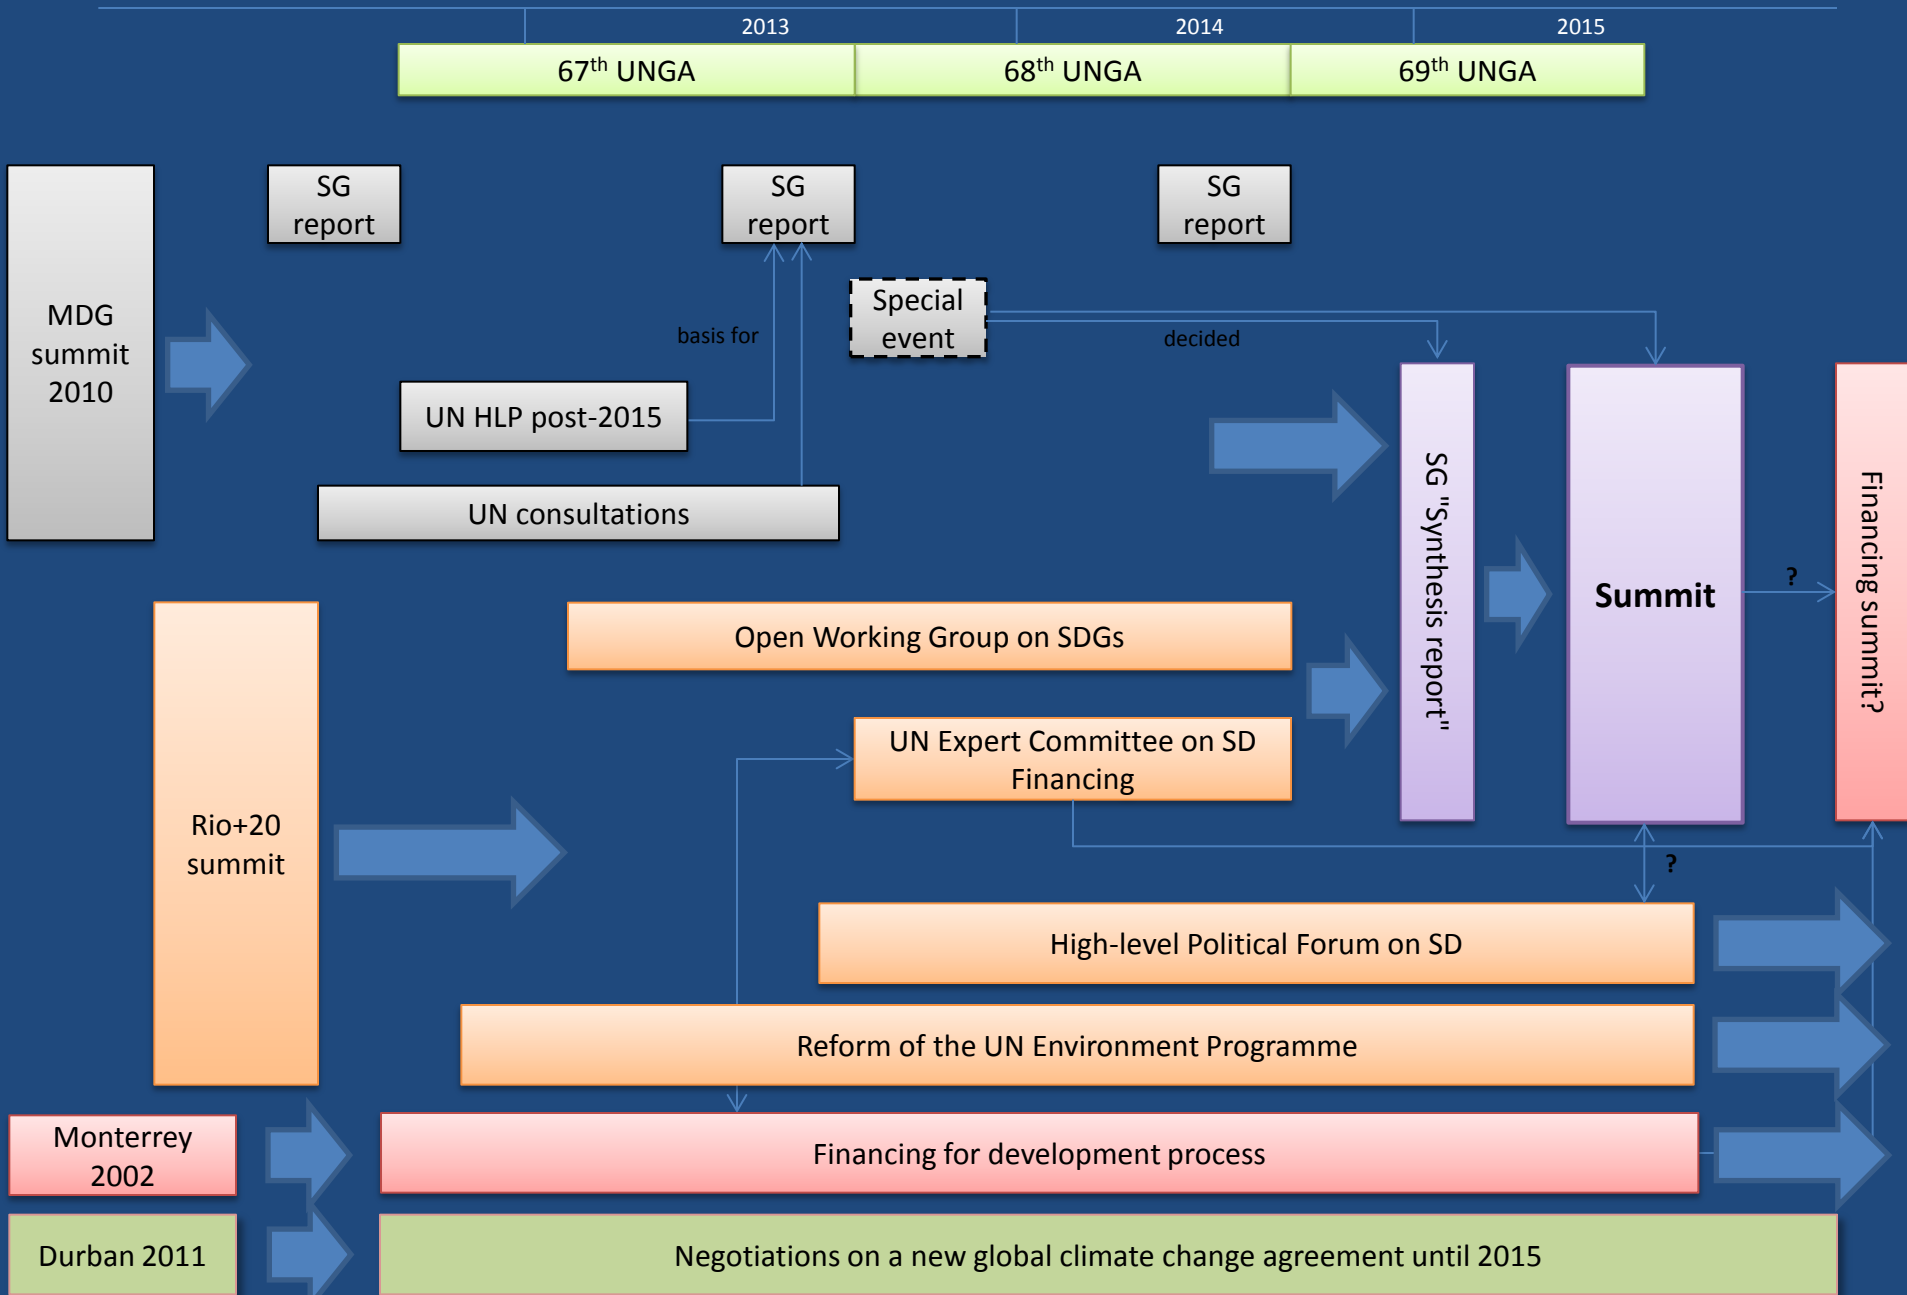 2013
2014
2015
67th UNGA
68th UNGA
69th UNGA
SG
report
SG
report
SG
report
MDG
summit
2010
Special
event
basis for
decided
UN HLP post-2015
UN consultations
SG "Synthesis report"
Summit
?
Financing summit?
Open Working Group on SDGs
UN Expert Committee on SD
Financing
Rio+20
summit
?
High-level Political Forum on SD
Reform of the UN Environment Programme
Monterrey
2002
Financing for development process
Durban 2011
Negotiations on a new global climate change agreement until 2015